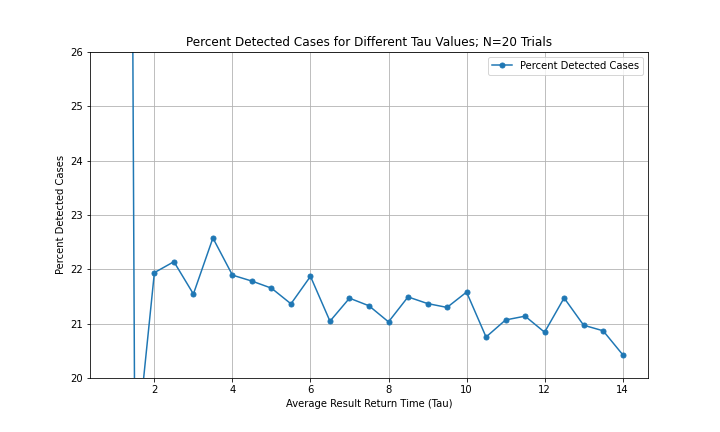 Percent Detected Cases for Different Tau Values; N=20 Trials
Percent Detected Cases
26
25
24
23
22
21
20
Percent Detected Cases
2 4 6 8 10 12 14
Average Result Return Time (Tau)